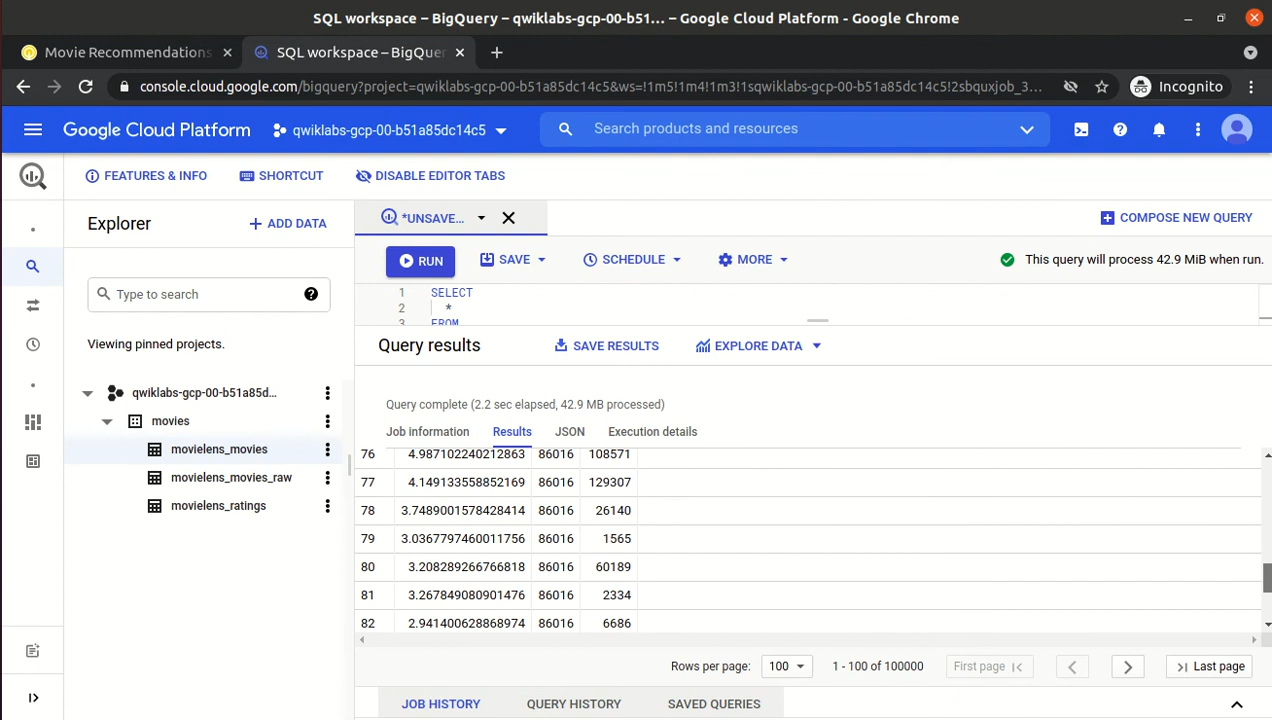 SQL workspace – BigQuery – qwiklabs-gcp-00-b51... – Google Cloud Platform - Google Chrome
Movie Recommendations
SQL workspace – BigQuer
console.cloud.google.com/bigquery?project=qwiklabs-gcp-00-b51a85dc14c5&ws=!1m5!1m4!1m3!1sqwiklabs-gcp-00-b51a85dc14c5!2sbquxjob_3...
Incognito
Google Cloud Platform
qwiklabs-gcp-00-b51a85dc14c5
Search products and resources
FEATURES & INFO
SHORTCUT
DISABLE EDITOR TABS
Explorer
+ ADD DATA
*UNSAVE...
COMPOSE NEW QUERY
RUN
SAVE
SCHEDULE
MORE
This query will process 42.9 MiB when run.
Type to search
1 SELECT
2 *
3 FROM
Viewing pinned projects.
Query results
SAVE RESULTS
EXPLORE DATA
qwiklabs-gcp-00-b51a85d...
movies
movielens_movies
movielens_movies_raw
movielens_ratings
Query complete (2.2 sec elapsed, 42.9 MB processed)
Job information
Results
JSON
Execution details
76 4.987102240212863 86016 108571
77 4.149133558852169 86016 129307
78 3.7489001578428414 86016 26140
79 3.0367797460011756 86016 1565
80 3.208289266766818 86016 60189
81 3.267849080901476 86016 2334
82 2.941400628868974 86016 6686
Rows per page: 100
1 - 100 of 100000
First page
Last page
JOB HISTORY
QUERY HISTORY
SAVED QUERIES